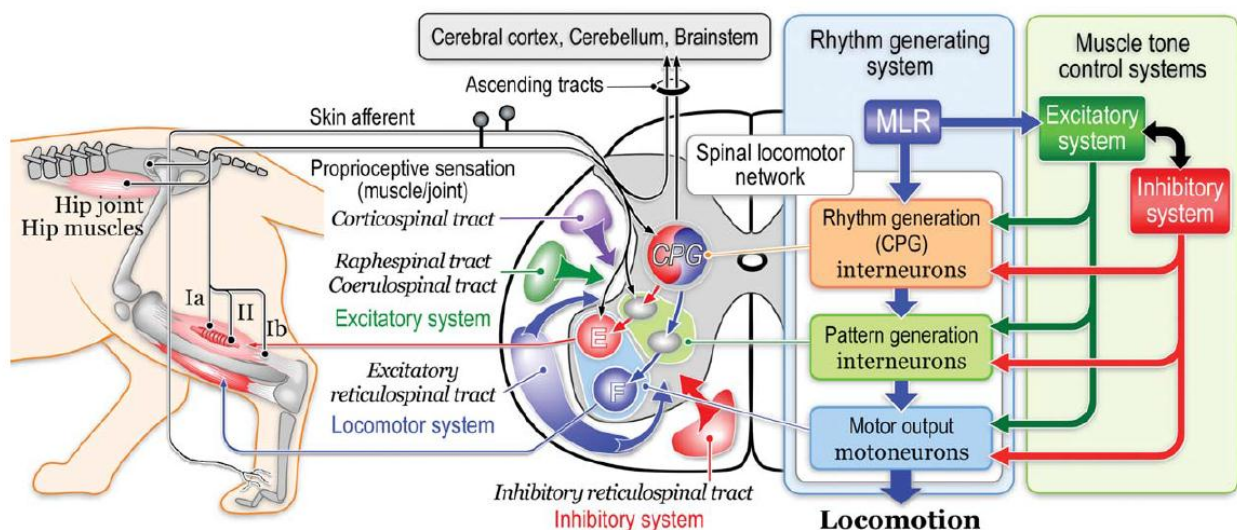 Cerebral cortex, Cerebellum, Brainstem
Ascending tracts
Skin afferent
Proprioceptive sensation
(muscle/joint)
Hip joint
Hip muscles
Corticospinal tract
Raphespinal tract
Coerulospinal tract
Excitatory system
Ia
II
Ib
Excitatory
reticulospinal tract
Locomotor system
CPG
E
F
Inhibitory reticulospinal tract
Inhibitory system
Rhythm generating
system
MLR
Spinal locomotor
network
Rhythm generation
(CPG)
interneurons
Pattern generation
interneurons
Motor output
motoneurons
Locomotion
Muscle tone
control systems
Excitatory
system
Inhibitory
system